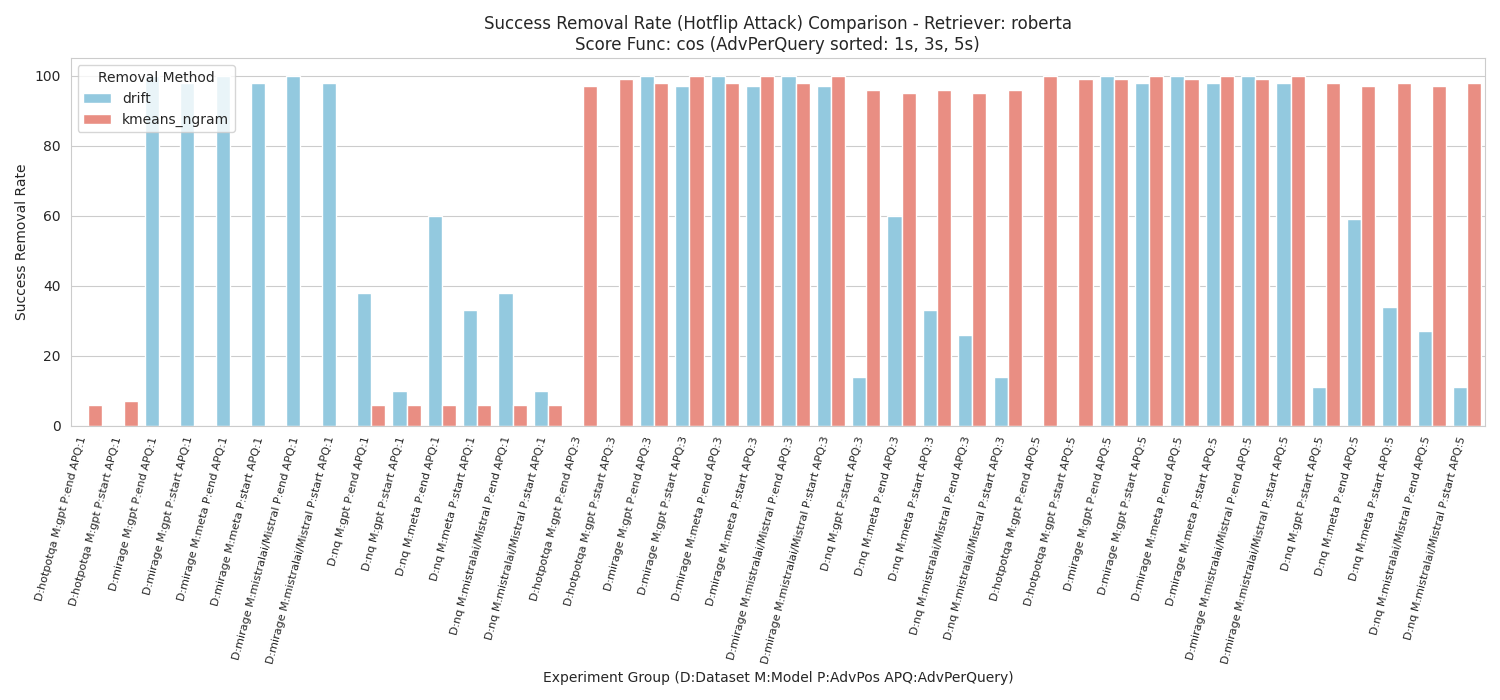 Success Removal Rate (Hotflip Attack) Comparison - Retriever: roberta
Score Func: cos (AdvPerQuery sorted: 1s, 3s, 5s)
Removal Method
drift
kmeans_ngram
Success Removal Rate
100
80
60
40
20
0
D:hotpotqa M:gpt P:end APQ:1
D:hotpotqa M:gpt P:start APQ:1
D:mirage M:gpt P:end APQ:1
D:mirage M:gpt P:start APQ:1
D:mirage M:meta P:end APQ:1
D:mirage M:meta P:start APQ:1
D:mirage M:mistralai/Mistral P:end APQ:1
D:mirage M:mistralai/Mistral P:start APQ:1
D:nq M:gpt P:end APQ:1
D:nq M:gpt P:start APQ:1
D:nq M:meta P:end APQ:1
D:nq M:meta P:start APQ:1
D:nq M:mistralai/Mistral P:end APQ:1
D:nq M:mistralai/Mistral P:start APQ:1
D:hotpotqa M:gpt P:end APQ:3
D:hotpotqa M:gpt P:start APQ:3
D:mirage M:gpt P:end APQ:3
D:mirage M:gpt P:start APQ:3
D:mirage M:meta P:end APQ:3
D:mirage M:meta P:start APQ:3
D:mirage M:mistralai/Mistral P:end APQ:3
D:mirage M:mistralai/Mistral P:start APQ:3
D:nq M:gpt P:start APQ:3
D:nq M:meta P:end APQ:3
D:nq M:meta P:start APQ:3
D:nq M:mistralai/Mistral P:end APQ:3
D:nq M:mistralai/Mistral P:start APQ:3
D:hotpotqa M:gpt P:end APQ:5
D:hotpotqa M:gpt P:start APQ:5
D:mirage M:gpt P:end APQ:5
D:mirage M:gpt P:start APQ:5
D:mirage M:meta P:end APQ:5
D:mirage M:meta P:start APQ:5
D:mirage M:mistralai/Mistral P:end APQ:5
D:mirage M:mistralai/Mistral P:start APQ:5
D:nq M:gpt P:start APQ:5
D:nq M:meta P:end APQ:5
D:nq M:meta P:start APQ:5
D:nq M:mistralai/Mistral P:end APQ:5
D:nq M:mistralai/Mistral P:start APQ:5
Experiment Group (D:Dataset M:Model P:AdvPos APQ:AdvPerQuery)